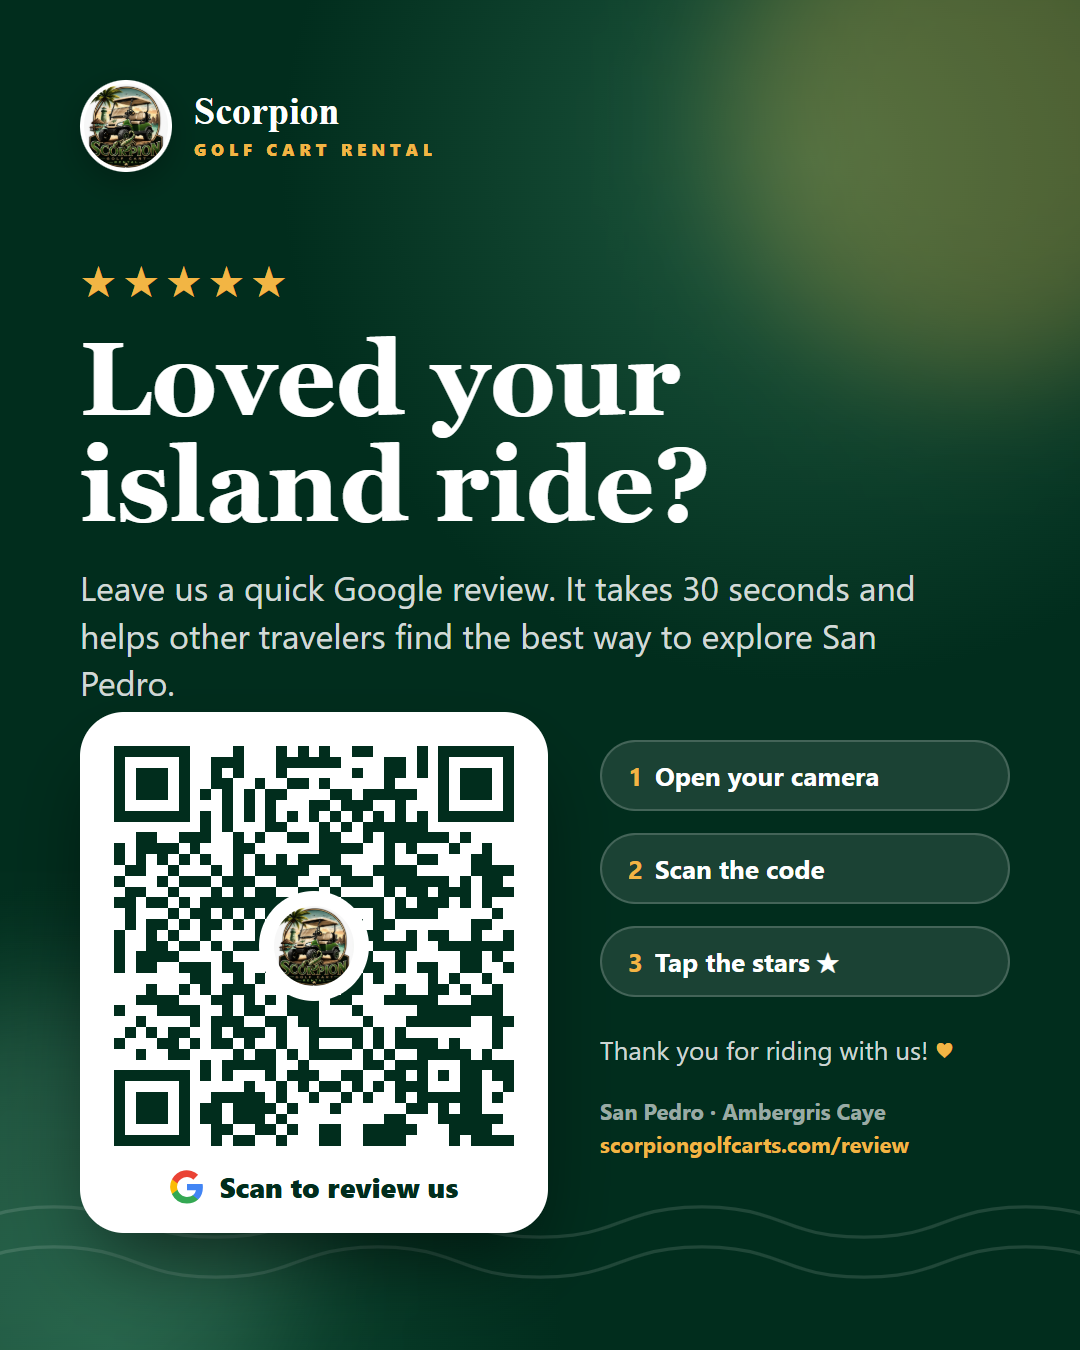 Scorpion
GOLF CART RENTAL
★★★★★
Loved your
island ride?
Leave us a quick Google review. It takes 30 seconds and
helps other travelers find the best way to explore San
Pedro.
1 Open your camera
2 Scan the code
3 Tap the stars ★
Thank you for riding with us! ♥
San Pedro · Ambergris Caye
scorpiongolfcarts.com/review
SCORPION
G Scan to review us